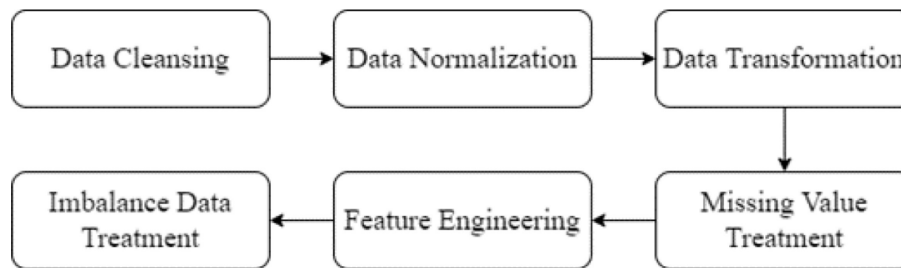 Data Cleansing
Data Normalization
Data Transformation
Missing Value
Treatment
Feature Engineering
Imbalance Data
Treatment